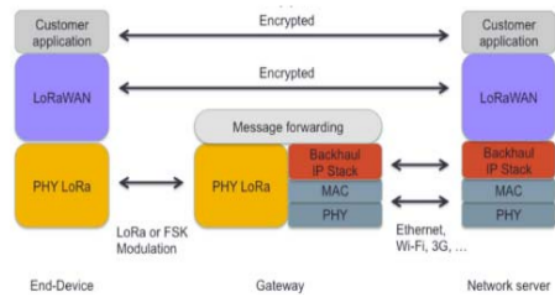 Customer
application
Encrypted
Customer
application
LoRaWAN
Encrypted
LoRaWAN
Message forwarding
PHY LoRa
PHY LoRa
Backhaul
IP Stack
MAC
PHY
Backhaul
IP Stack
MAC
PHY
LoRa or FSK
Modulation
Ethernet,
Wi-Fi, 3G, ...
End-Device
Gateway
Network server